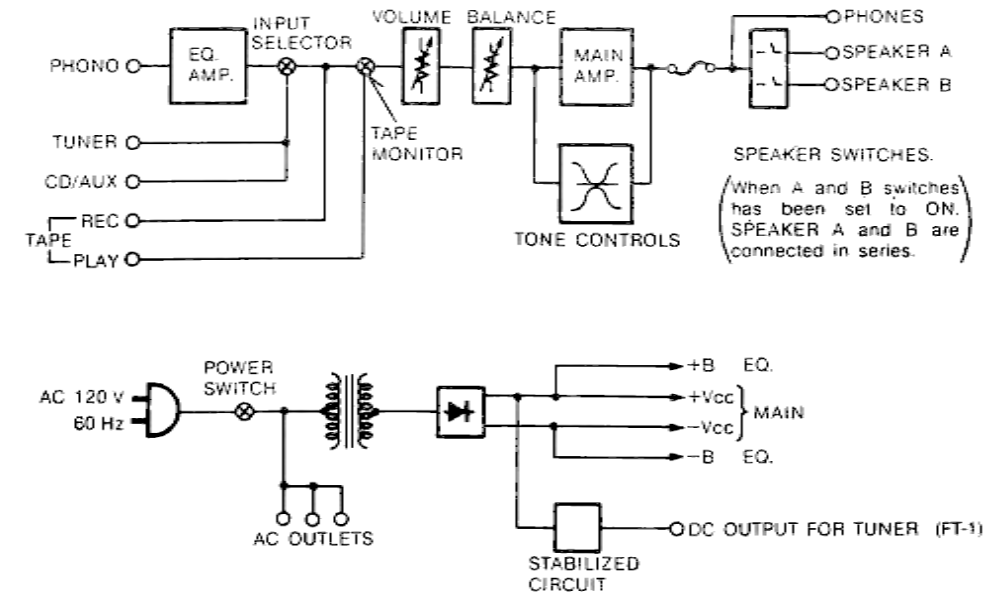 VOLUME BALANCE
INPUT
SELECTOR
PHONO
EQ.
AMP.
MAIN
AMP.
PHONES
SPEAKER A
SPEAKER B
TUNER
CD/AUX
TAPE
MONITOR
REC
TAPE
PLAY
TONE CONTROLS
SPEAKER SWITCHES.
When A and B switches
has been set to ON.
SPEAKER A and B are
connected in series.
POWER
SWITCH
AC 120 V
60 Hz
+B EQ.
+Vcc
-Vcc
MAIN
-B EQ.
AC OUTLETS
DC OUTPUT FOR TUNER (FT-1)
STABILIZED
CIRCUIT